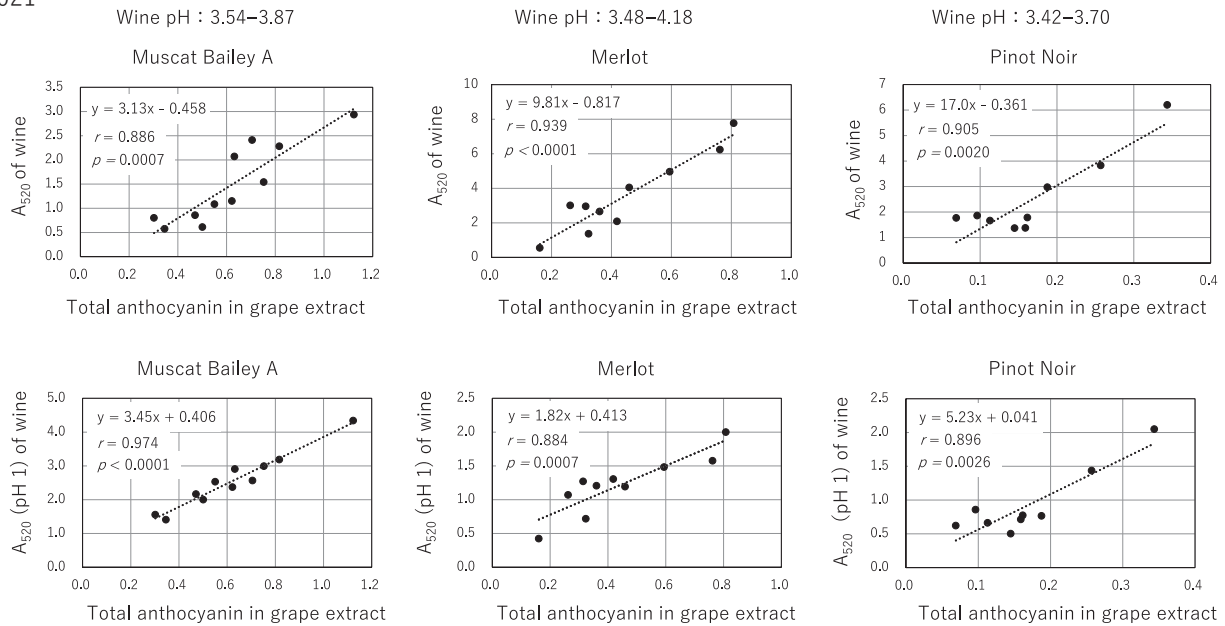 Wine pH : 3.54–3.87
Wine pH : 3.48–4.18
Wine pH : 3.42–3.70
Muscat Bailey A
A520 of wine
3.5
3.0
2.5
2.0
1.5
1.0
0.5
0.0
y = 3.13x - 0.458
r = 0.886
p = 0.0007
0.0 0.2 0.4 0.6 0.8 1.0 1.2
Total anthocyanin in grape extract
Merlot
A520 of wine
10
8
6
4
2
0
y = 9.81x - 0.817
r = 0.939
p < 0.0001
0.0 0.2 0.4 0.6 0.8 1.0
Total anthocyanin in grape extract
Pinot Noir
A520 of wine
7
6
5
4
3
2
1
0
y = 17.0x - 0.361
r = 0.905
p = 0.0020
0.0 0.1 0.2 0.3 0.4
Total anthocyanin in grape extract
Muscat Bailey A
A520 (pH 1) of wine
5.0
4.0
3.0
2.0
1.0
0.0
y = 3.45x + 0.406
r = 0.974
p < 0.0001
0.0 0.2 0.4 0.6 0.8 1.0 1.2
Total anthocyanin in grape extract
Merlot
A520 (pH 1) of wine
2.5
2.0
1.5
1.0
0.5
0.0
y = 1.82x + 0.413
r = 0.884
p = 0.0007
0.0 0.2 0.4 0.6 0.8 1.0
Total anthocyanin in grape extract
Pinot Noir
A520 (pH 1) of wine
2.5
2.0
1.5
1.0
0.5
0.0
y = 5.23x + 0.041
r = 0.896
p = 0.0026
0.0 0.1 0.2 0.3 0.4
Total anthocyanin in grape extract